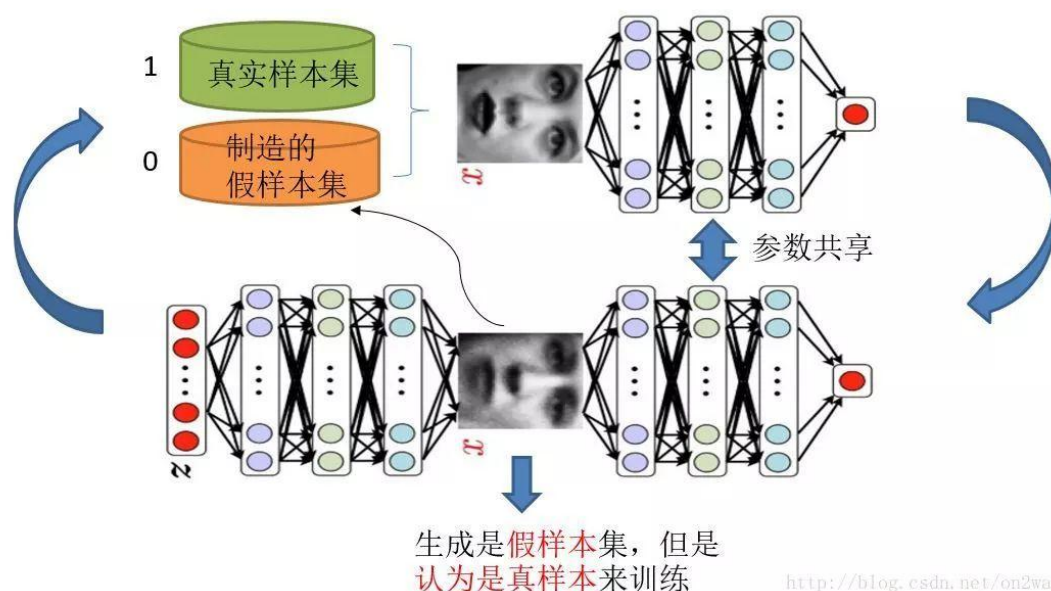 1
真实样本集
0
制造的
假样本集
x
参数共享
z
x
生成是假样本集，但是
认为是真样本来训练
http://blog.csdn.net/on2wa